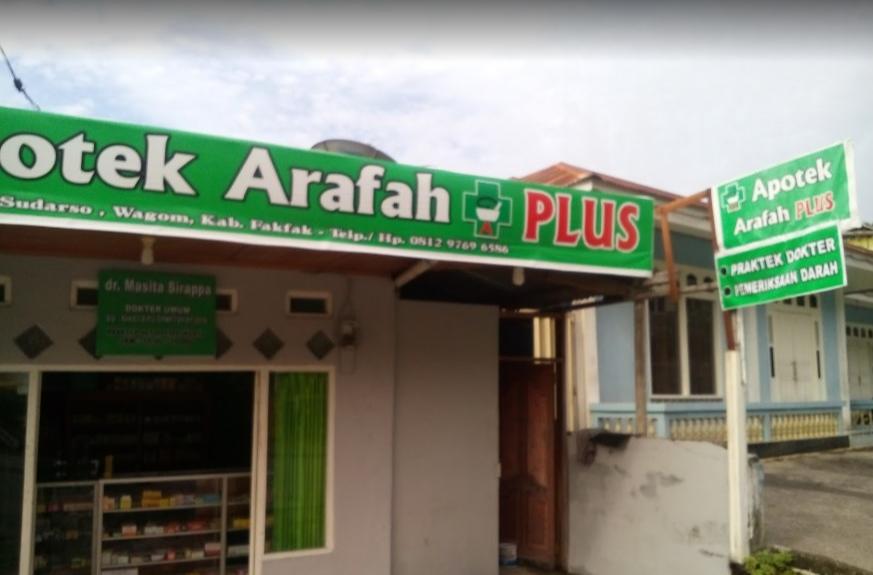 otek Arafah PLUS
Sudarso , Wagom, Kab. Fakfak - Telp./ Hp. 0812 9769 6586
dr. Masita Sirappa
DOKTER UMUM
Apotek
Arafah PLUS
PRAKTEK DOKTER
PEMERIKSAAN DARAH